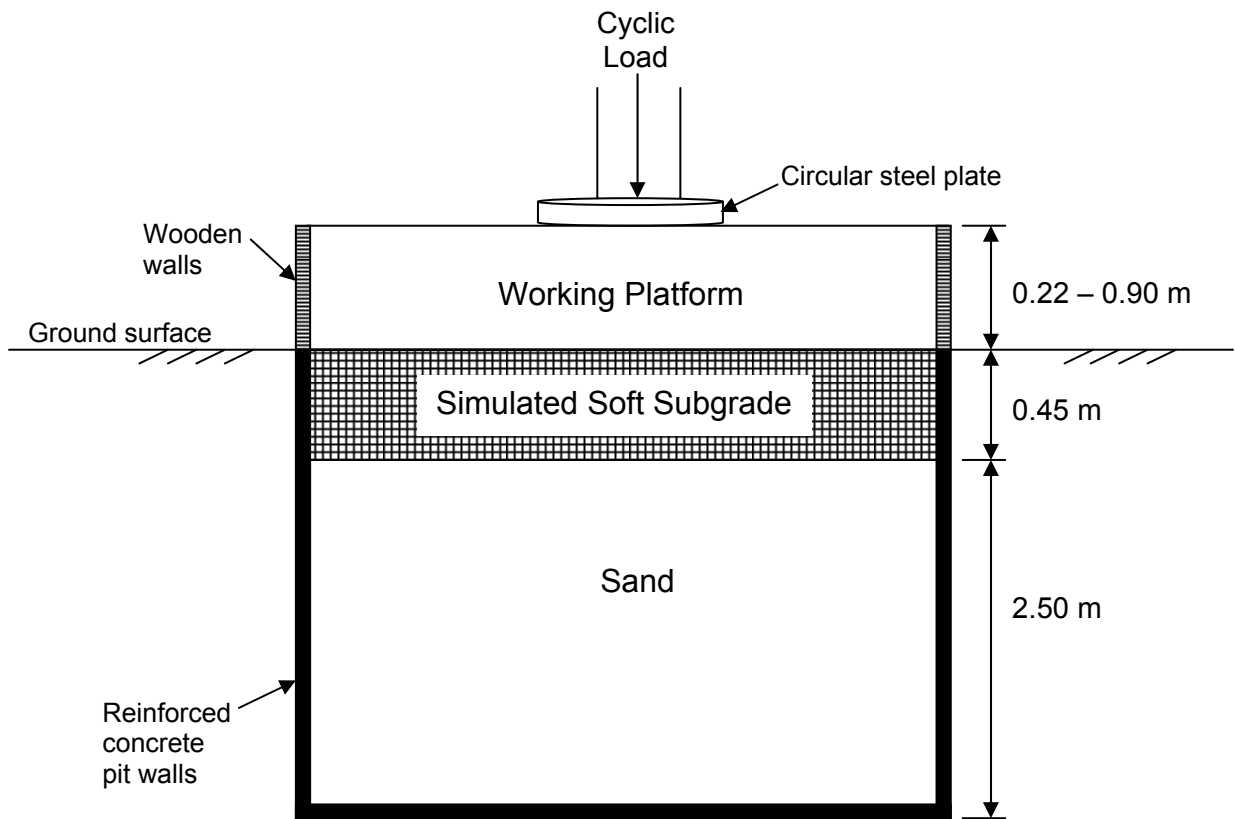 Cyclic
Load
Circular steel plate
Wooden
walls
Working Platform
0.22 – 0.90 m
Ground surface
Simulated Soft Subgrade
0.45 m
Sand
2.50 m
Reinforced
concrete
pit walls